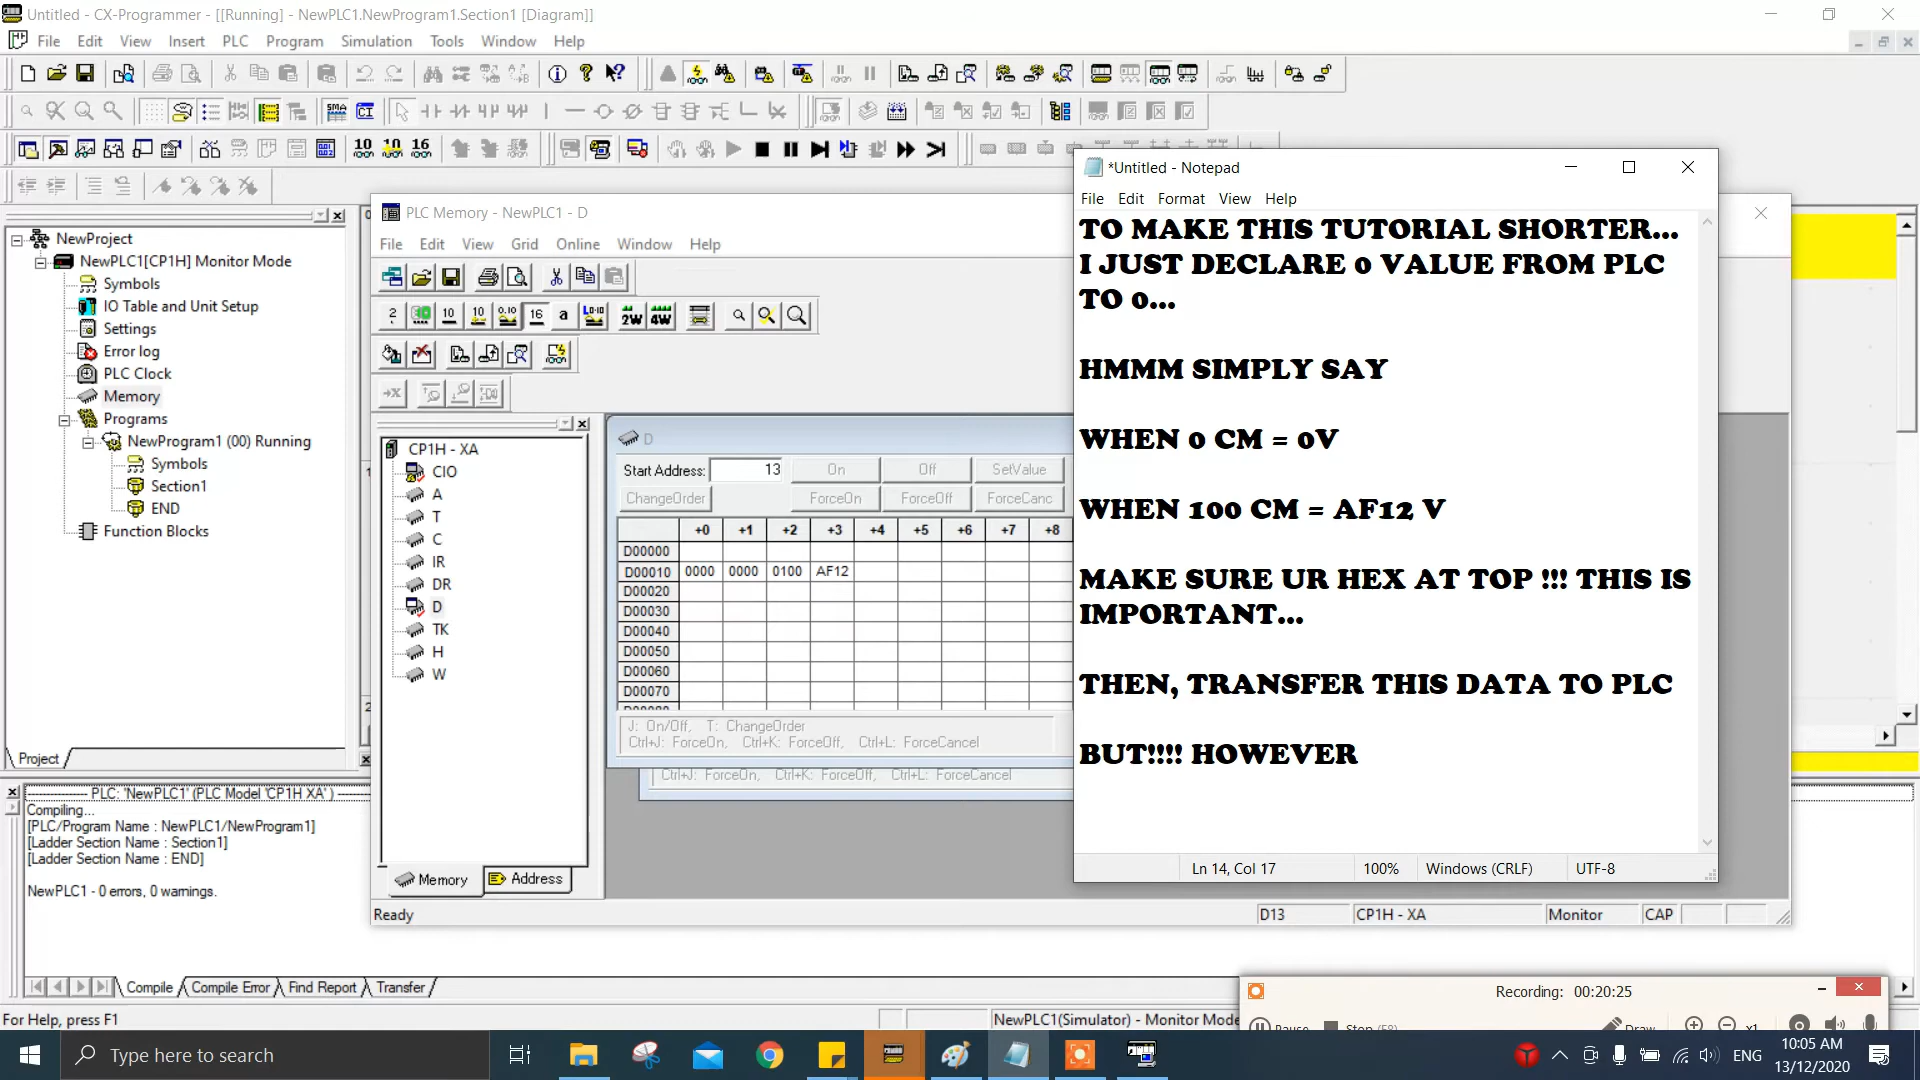 Untitled - CX-Programmer - [[Running] - NewPLC1.NewProgram1.Section1 [Diagram]]
File Edit View Insert PLC Program Simulation Tools Window Help
NewProject
NewPLC1[CP1H] Monitor Mode
Symbols
IO Table and Unit Setup
Settings
Error log
PLC Clock
Memory
Programs
NewProgram1 (00) Running
Symbols
Section1
END
Function Blocks
Project
PLC Memory - NewPLC1 - D
File Edit View Grid Online Window Help
CP1H - XA
CIO
A
T
C
IR
DR
D
TK
H
W
Memory Address
D
Start Address: 13 On Off SetValue
ChangeOrder ForceOn ForceOff ForceCanc
+0 +1 +2 +3 +4 +5 +6 +7 +8
D00000
D00010 0000 0000 0100 AF12
D00020
D00030
D00040
D00050
D00060
D00070
J: On/Off, T: ChangeOrder
Ctrl+J: ForceOn, Ctrl+K: ForceOff, Ctrl+L: ForceCancel
Ctrl+J: ForceOn, Ctrl+K: ForceOff, Ctrl+L: ForceCancel
Ready D13 CP1H - XA Monitor CAP
*Untitled - Notepad
File Edit Format View Help
TO MAKE THIS TUTORIAL SHORTER...
I JUST DECLARE 0 VALUE FROM PLC
TO 0...
HMMM SIMPLY SAY
WHEN 0 CM = 0V
WHEN 100 CM = AF12 V
MAKE SURE UR HEX AT TOP !!! THIS IS
IMPORTANT...
THEN, TRANSFER THIS DATA TO PLC
BUT!!!! HOWEVER
Ln 14, Col 17 100% Windows (CRLF) UTF-8
PLC: 'NewPLC1' (PLC Model 'CP1H XA' )
Compiling...
[PLC/Program Name : NewPLC1/NewProgram1]
[Ladder Section Name : Section1]
[Ladder Section Name : END]
NewPLC1 - 0 errors, 0 warnings.
Compile Compile Error Find Report Transfer
For Help, press F1
NewPLC1(Simulator) - Monitor Mode
Recording: 00:20:25
Pause Stop (F8) Draw x1
Type here to search
ENG
10:05 AM
13/12/2020